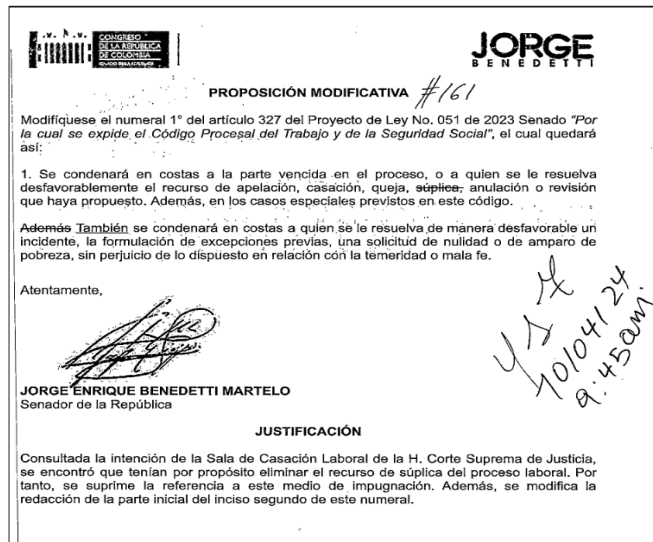 CONGRESO
DE LA REPÚBLICA
DE COLOMBIA
JORGE
BENEDETTI
PROPOSICIÓN MODIFICATIVA #161
Modifíquese el numeral 1° del artículo 327 del Proyecto de Ley No. 051 de 2023 Senado "Por
la cual se expide el Código Procesal del Trabajo y de la Seguridad Social", el cual quedará
así:
1. Se condenará en costas a la parte vencida en el proceso, o a quien se le resuelva
desfavorablemente el recurso de apelación, casación, queja, súplica, anulación o revisión
que haya propuesto. Además, en los casos especiales previstos en este código.
Además También se condenará en costas a quien se le resuelva de manera desfavorable un
incidente, la formulación de excepciones previas, una solicitud de nulidad o de amparo de
pobreza, sin perjuicio de lo dispuesto en relación con la temeridad o mala fe.
Atentamente,
10/04/24
9:45am.
JORGE ENRIQUE BENEDETTI MARTELO
Senador de la República
JUSTIFICACIÓN
Consultada la intención de la Sala de Casación Laboral de la H. Corte Suprema de Justicia,
se encontró que tenían por propósito eliminar el recurso de súplica del proceso laboral. Por
tanto, se suprime la referencia a este medio de impugnación. Además, se modifica la
redacción de la parte inicial del inciso segundo de este numeral.